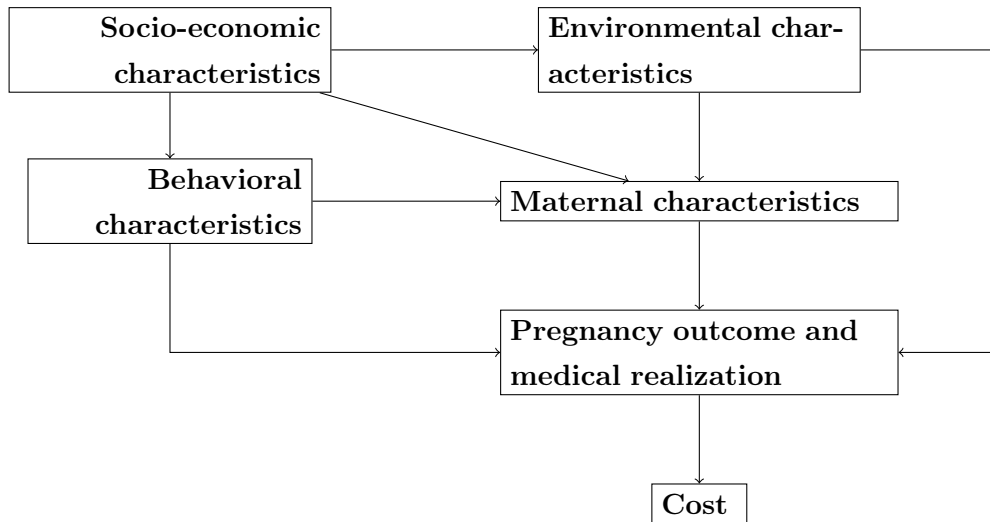 Socio-economic
characteristics
Environmental char-
acteristics
Behavioral
characteristics
Maternal characteristics
Pregnancy outcome and
medical realization
Cost